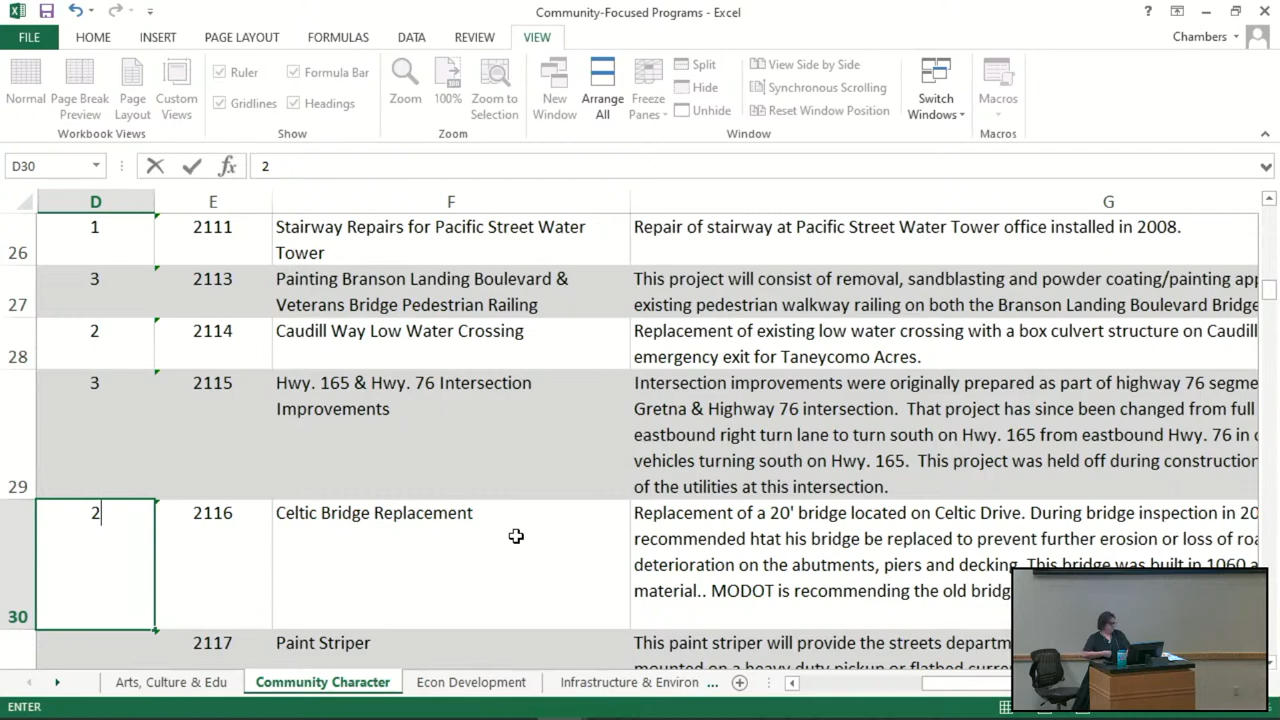 Community-Focused Programs - Excel
?
FILE HOME INSERT PAGE LAYOUT FORMULAS DATA REVIEW VIEW Chambers
Normal
Page Break Preview
Page Layout
Custom Views
Workbook Views
Ruler
Formula Bar
Gridlines
Headings
Show
Zoom
100%
Zoom to Selection
Zoom
New Window
Arrange All
Freeze Panes
Split
Hide
Unhide
View Side by Side
Synchronous Scrolling
Reset Window Position
Window
Switch Windows
Macros
Macros
D30 fx 2
D E F G
26 1 2111 Stairway Repairs for Pacific Street Water Repair of stairway at Pacific Street Water Tower office installed in 2008.
Tower
27 3 2113 Painting Branson Landing Boulevard & This project will consist of removal, sandblasting and powder coating/painting
Veterans Bridge Pedestrian Railing existing pedestrian walkway railing on both the Branson Landing Boulevard Bridge
28 2 2114 Caudill Way Low Water Crossing Replacement of existing low water crossing with a box culvert structure on Caudill
emergency exit for Taneycomo Acres.
29 3 2115 Hwy. 165 & Hwy. 76 Intersection Intersection improvements were originally prepared as part of highway 76 segme
Improvements Gretna & Highway 76 intersection. That project has since been changed from full
eastbound right turn lane to turn south on Hwy. 165 from eastbound Hwy. 76 in
vehicles turning south on Hwy. 165. This project was held off during construction
of the utilities at this intersection.
30 2 2116 Celtic Bridge Replacement Replacement of a 20' bridge located on Celtic Drive. During bridge inspection in 20
recommended htat his bridge be replaced to prevent further erosion or loss of
deterioration on the abutments, piers and decking. This bridge was built in 1060
material.. MODOT is recommending the old
2117 Paint Striper This paint striper will provide the streets
mounted on a heavy duty pickup or flatbed
Arts, Culture & Edu Community Character Econ Development Infrastructure & Environ ...
ENTER